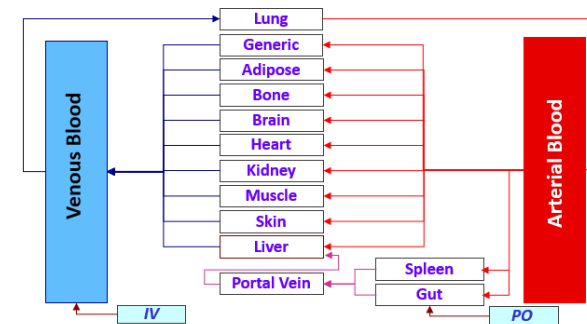 Lung
Generic
Adipose
Bone
Brain
Heart
Kidney
Muscle
Skin
Liver
Portal Vein
Spleen
Gut
Venous Blood
Arterial Blood
IV
PO